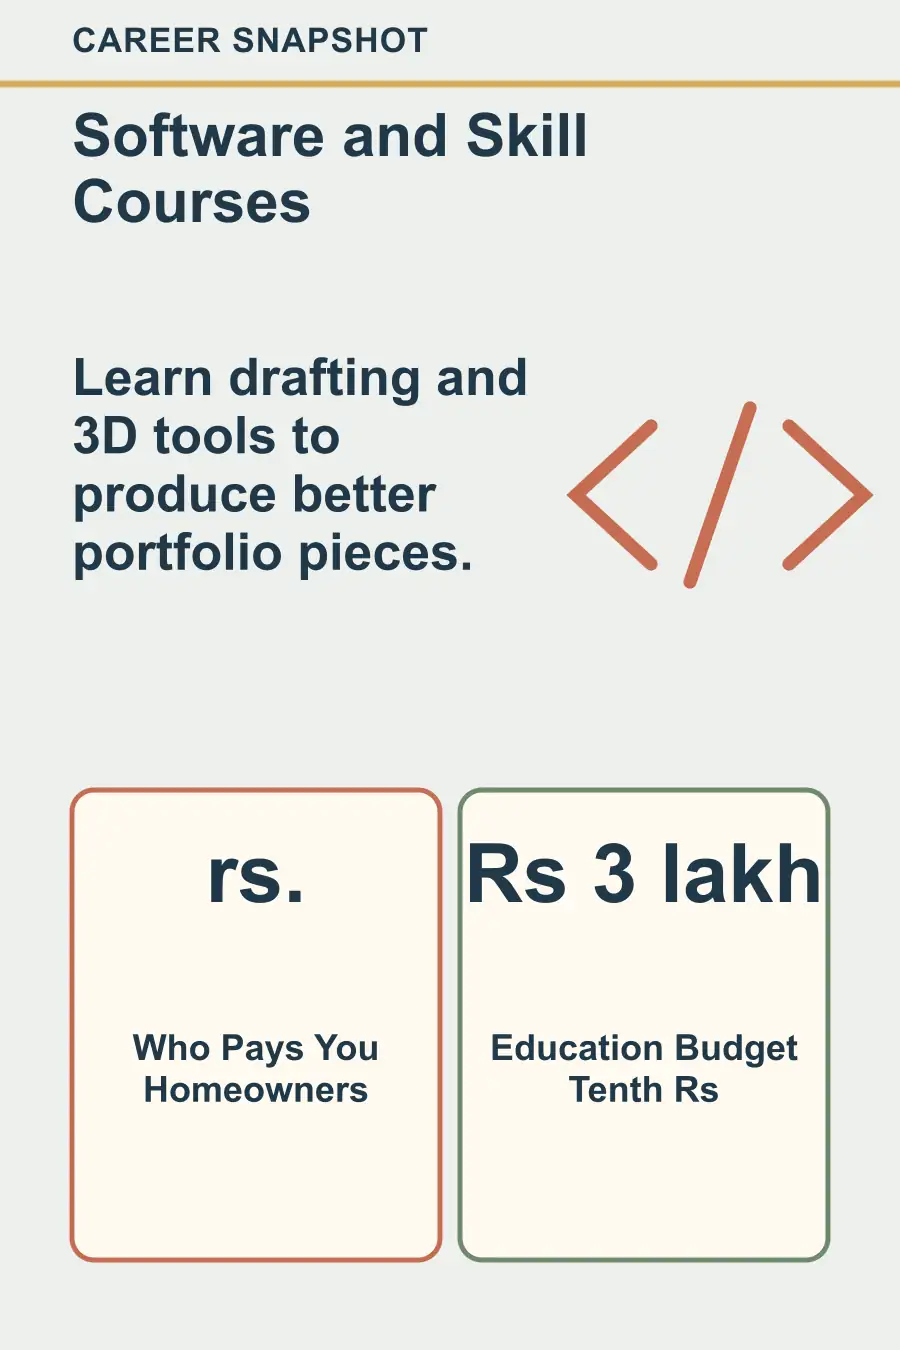 CAREER SNAPSHOT
Software and Skill
Courses
Learn drafting and
3D tools to
produce better
portfolio pieces.
rs.
Who Pays You
Homeowners
Rs 3 lakh
Education Budget
Tenth Rs